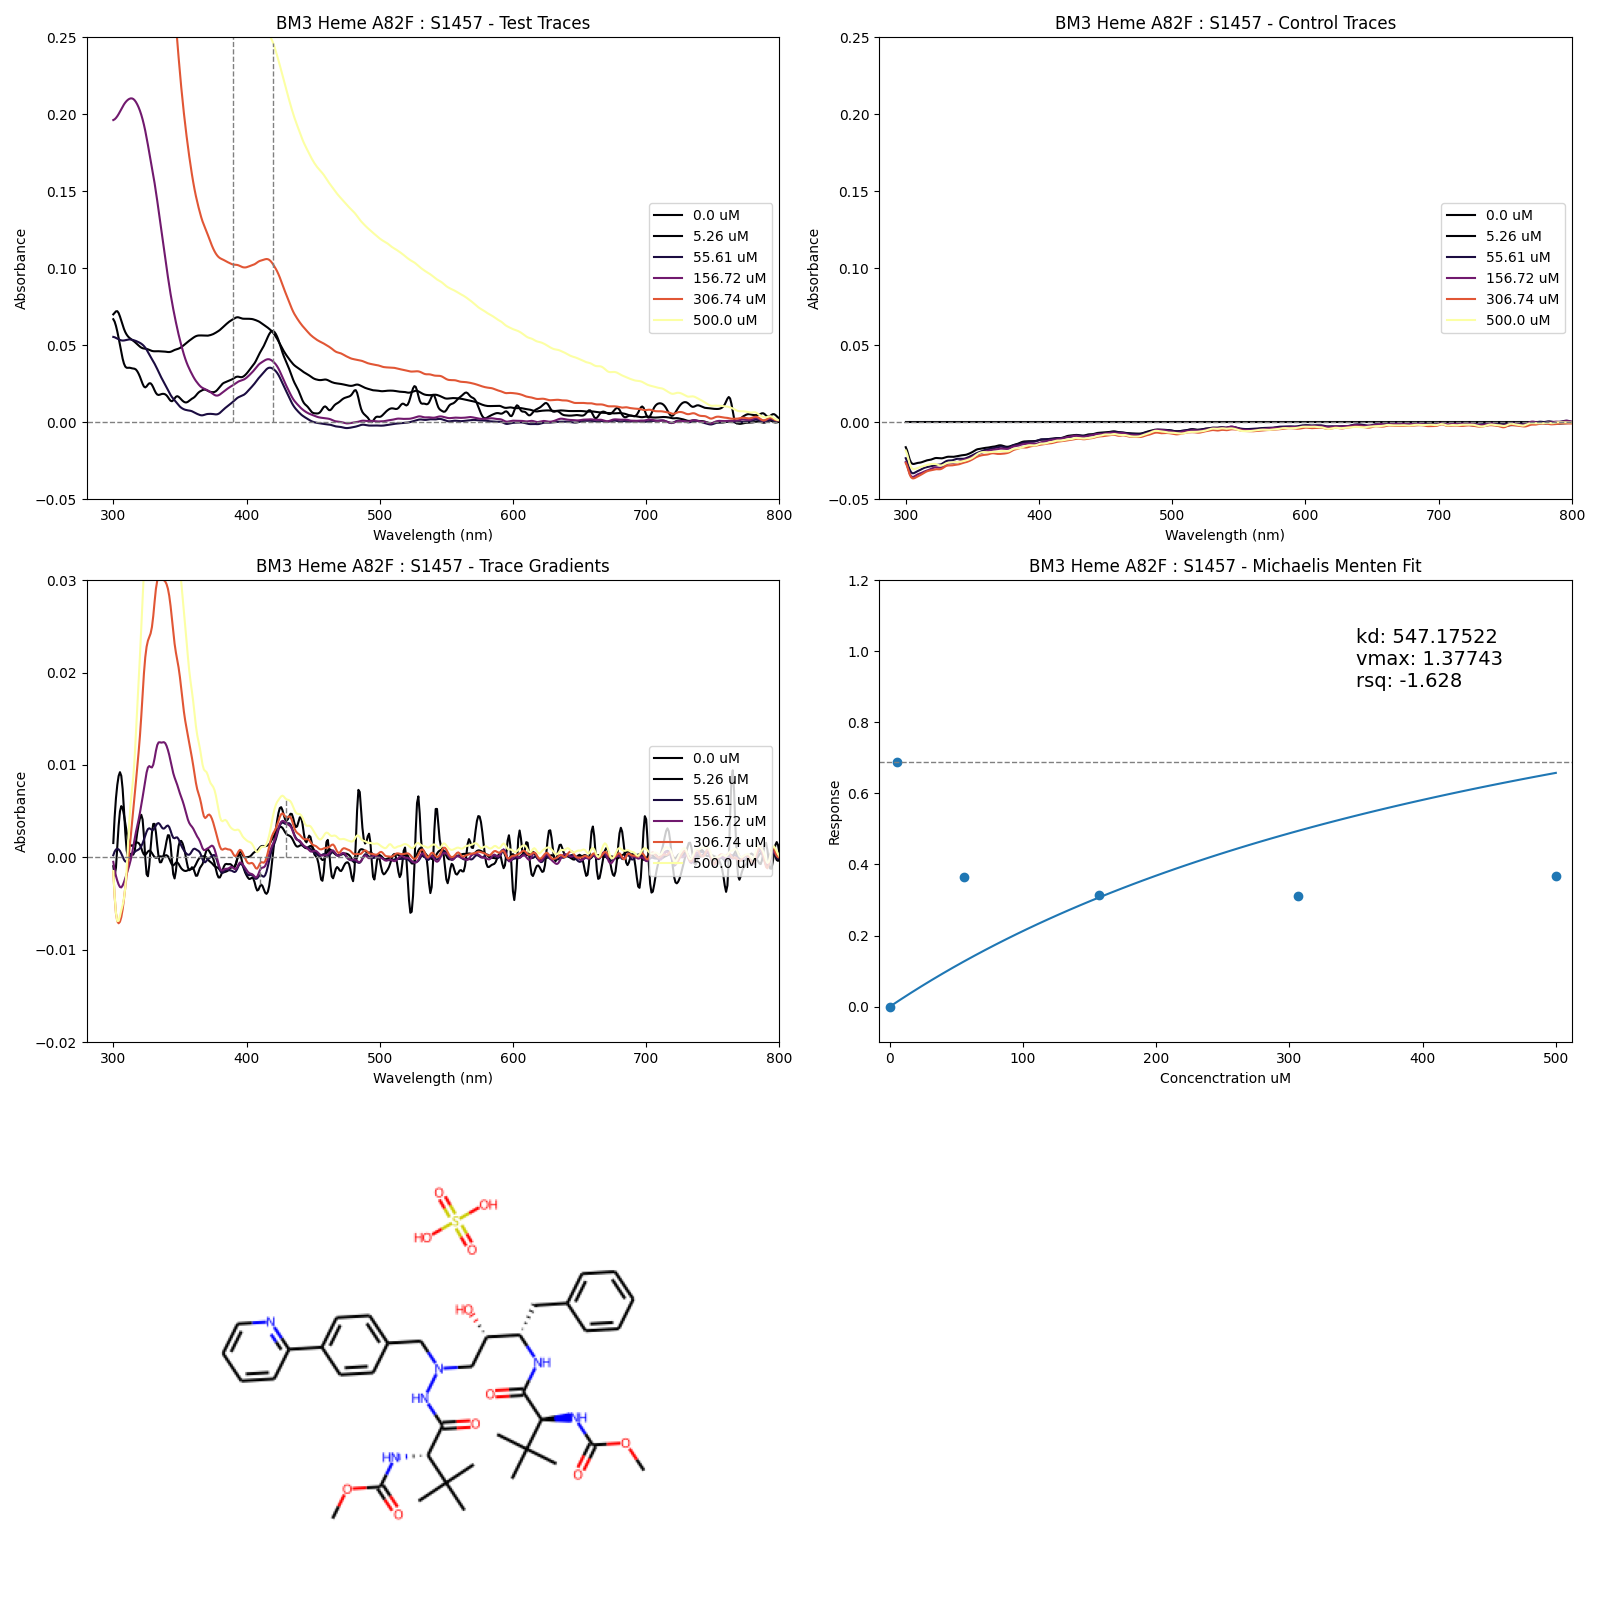 BM3 Heme A82F : S1457 - Test Traces
0.25
0.20
0.15
0.10
0.05
0.00
−0.05
Absorbance
300 400 500 600 700 800
Wavelength (nm)
0.0 uM
5.26 uM
55.61 uM
156.72 uM
306.74 uM
500.0 uM
BM3 Heme A82F : S1457 - Control Traces
0.25
0.20
0.15
0.10
0.05
0.00
−0.05
Absorbance
300 400 500 600 700 800
Wavelength (nm)
0.0 uM
5.26 uM
55.61 uM
156.72 uM
306.74 uM
500.0 uM
BM3 Heme A82F : S1457 - Trace Gradients
0.03
0.02
0.01
0.00
−0.01
−0.02
Absorbance
300 400 500 600 700 800
Wavelength (nm)
0.0 uM
5.26 uM
55.61 uM
156.72 uM
306.74 uM
500.0 uM
BM3 Heme A82F : S1457 - Michaelis Menten Fit
1.2
1.0
0.8
0.6
0.4
0.2
0.0
Response
kd: 547.17522
vmax: 1.37743
rsq: -1.628
0 100 200 300 400 500
Concenctration uM
O
OH
S
HO
O
HO
N
N
NH
HN
O
O
NH
HN
O
O
O
O